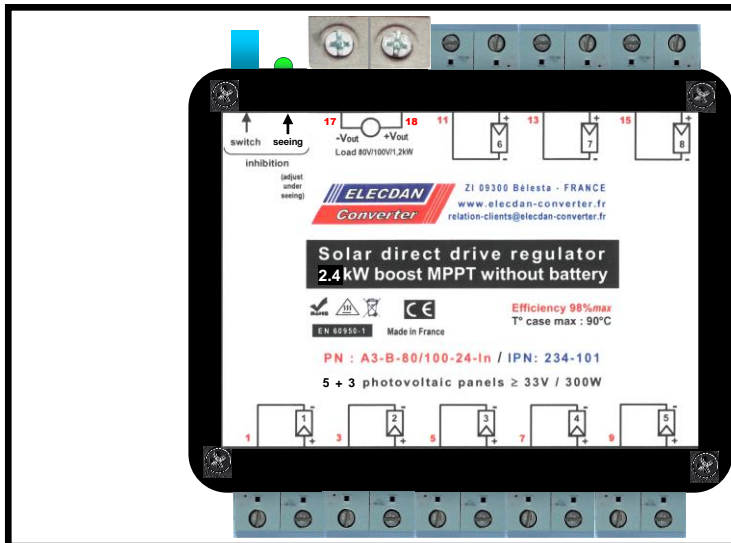 17 18 11 + 13 + 15 +
switch seeing
-Vout +Vout
6 7 8
Load 80V/100V/1,2kW
- - -
inhibition
(adjust
under
seeing)
ELECDAN
Converter
ZI 09300 Bélesta - FRANCE
www.elecdan-converter.fr
relation-clients@elecdan-converter.fr
Solar direct drive regulator
2.4kW boost MPPT without battery
RoHS CE
Efficiency 98%max
T° case max : 90°C
EN 60950-1 Made in France
PN : A3-B-80/100-24-In / IPN: 234-101
5 + 3 photovoltaic panels ≥ 33V / 300W
- - - - -
1 2 3 4 5
1 + 3 + 5 + 7 + 9 +